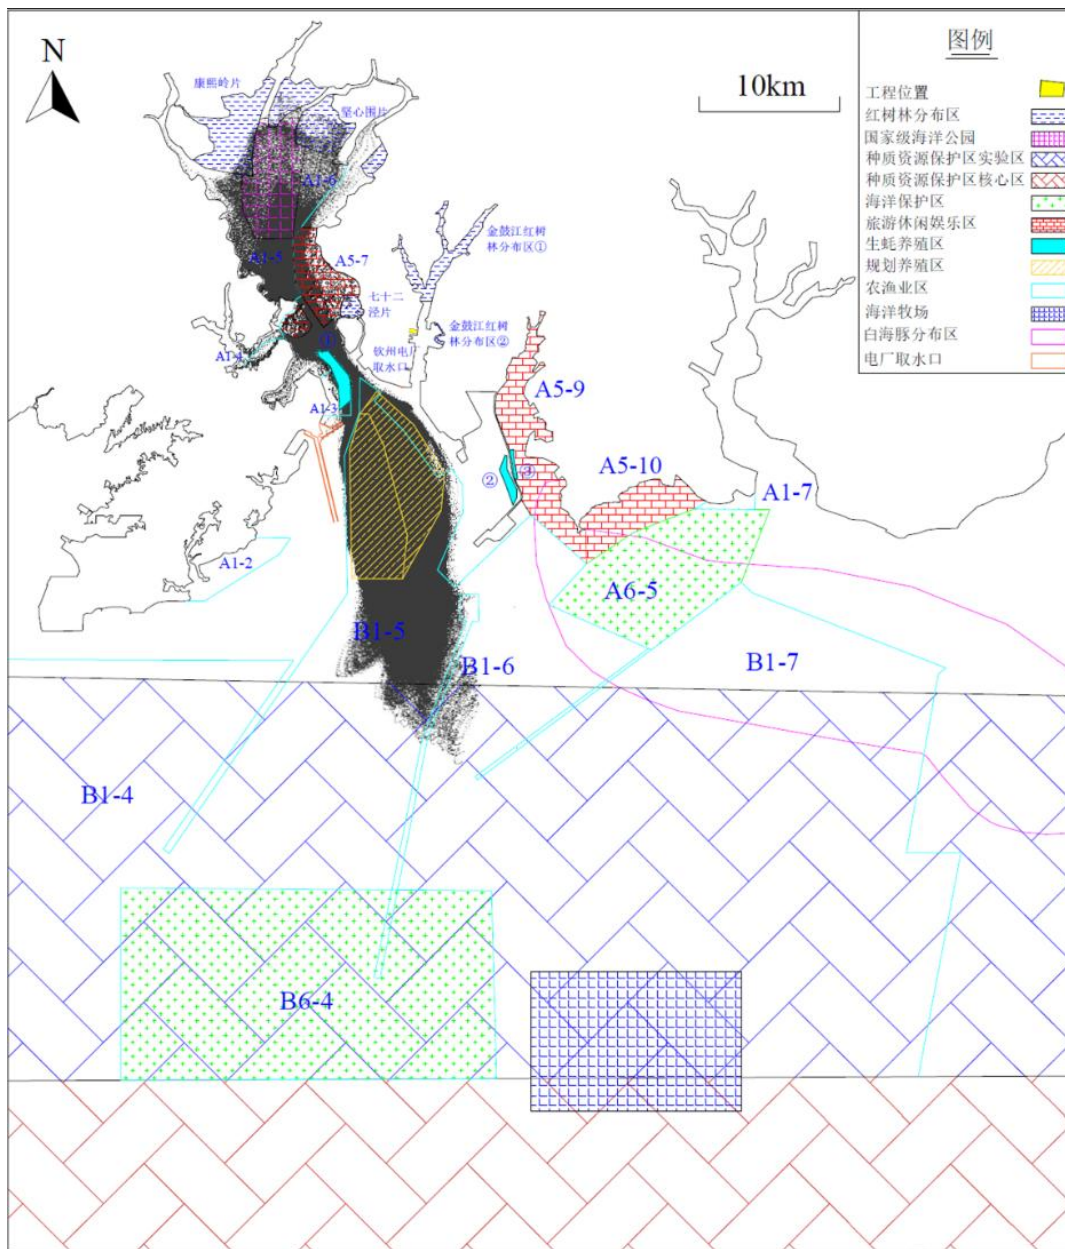 N
10km
图例
工程位置
红树林分布区
国家级海洋公园
种质资源保护区实验区
种质资源保护区核心区
海洋保护区
旅游休闲娱乐区
生蚝养殖区
规划养殖区
农渔业区
海洋牧场
白海豚分布区
电厂取水口
康熙岭片
坚心围片
A1-6
A1-5
A5-7
金鼓江红树
林分布区①
七十二
泾片
金鼓江红树
林分布区②
①
钦州电厂
取水口
A1-4
A1-3
A5-9
②
③
A5-10
A1-7
A1-2
A6-5
B1-5
B1-6
B1-7
B1-4
B6-4